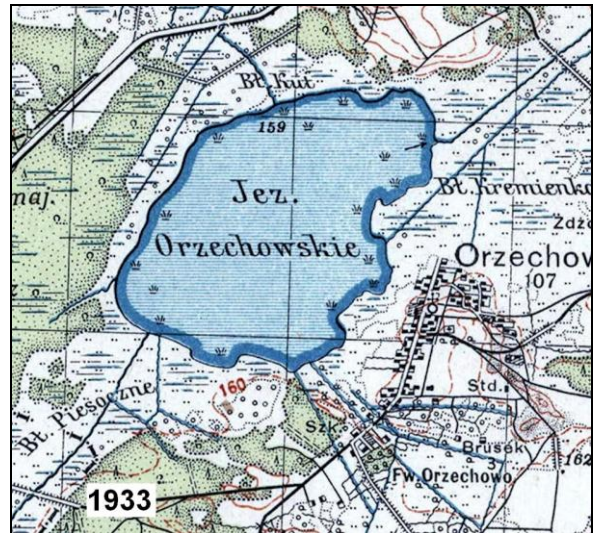 Bł. Kut
159
Jez.
Orzechowskie
Bł. Kremienko
naj.
Orzechow
107
160
Std.
Bł. Piesoczne
Szk.
Brusek
3
162
Fw. Orzechowo
1933